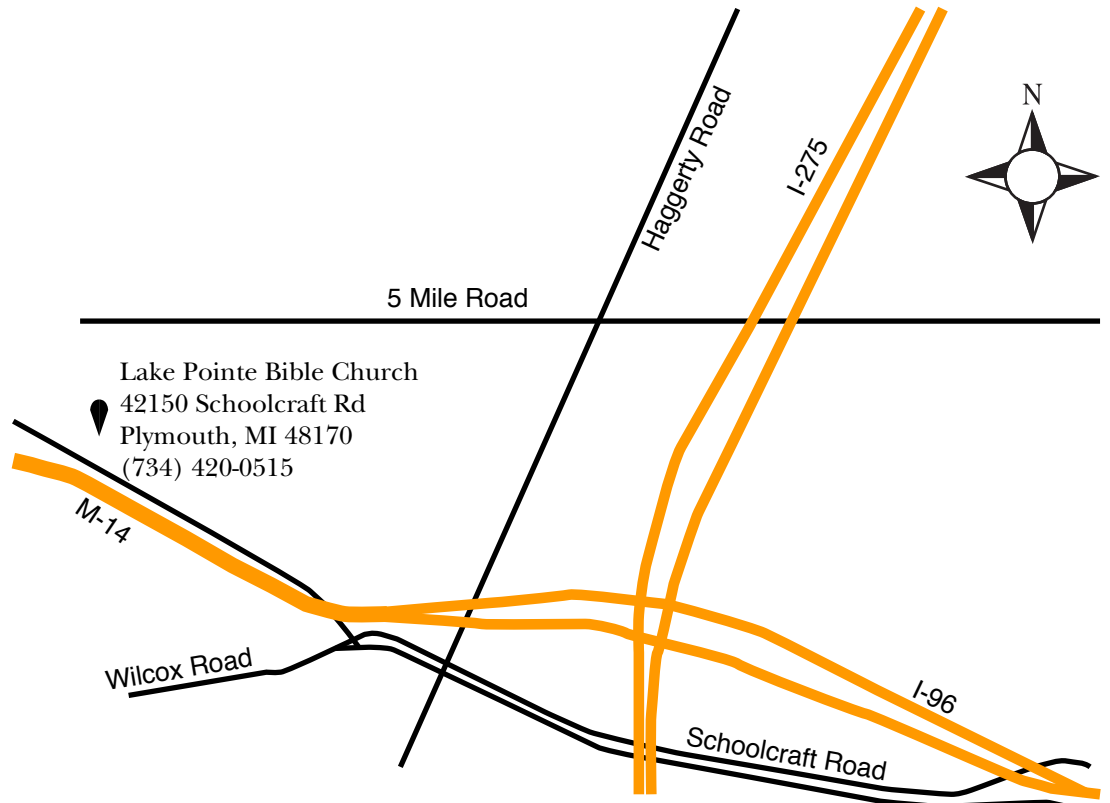 N
Haggerty Road
I-275
5 Mile Road
Lake Pointe Bible Church
42150 Schoolcraft Rd
Plymouth, MI 48170
(734) 420-0515
M-14
Wilcox Road
I-96
Schoolcraft Road